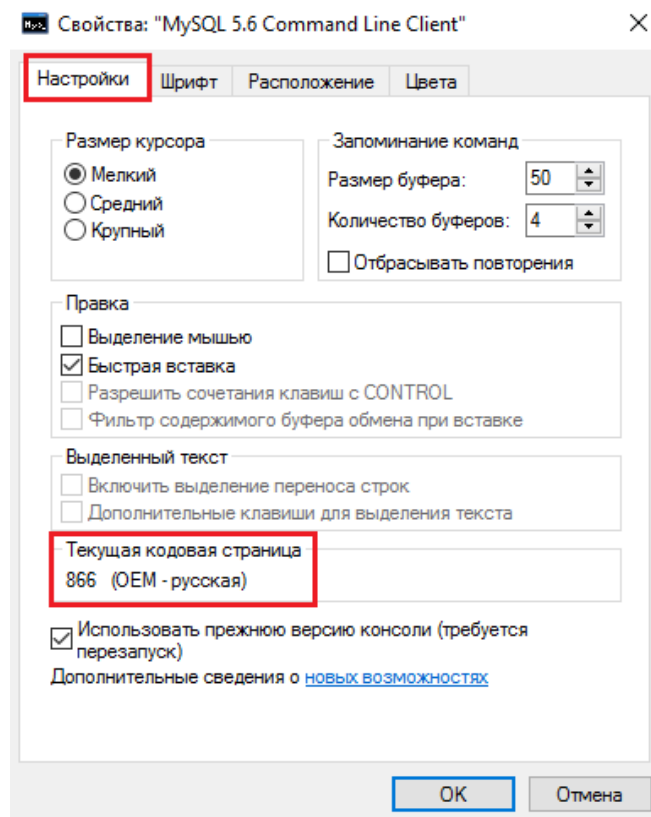 Свойства: "MySQL 5.6 Command Line Client"
Настройки Шрифт Расположение Цвета
Размер курсора
Мелкий
Средний
Крупный
Запоминание команд
Размер буфера: 50
Количество буферов: 4
Отбрасывать повторения
Правка
Выделение мышью
Быстрая вставка
Разрешить сочетания клавиш с CONTROL
Фильтр содержимого буфера обмена при вставке
Выделенный текст
Включить выделение переноса строк
Дополнительные клавиши для выделения текста
Текущая кодовая страница
866 (OEM - русская)
Использовать прежнюю версию консоли (требуется
перезапуск)
Дополнительные сведения о новых возможностях
OK Отмена